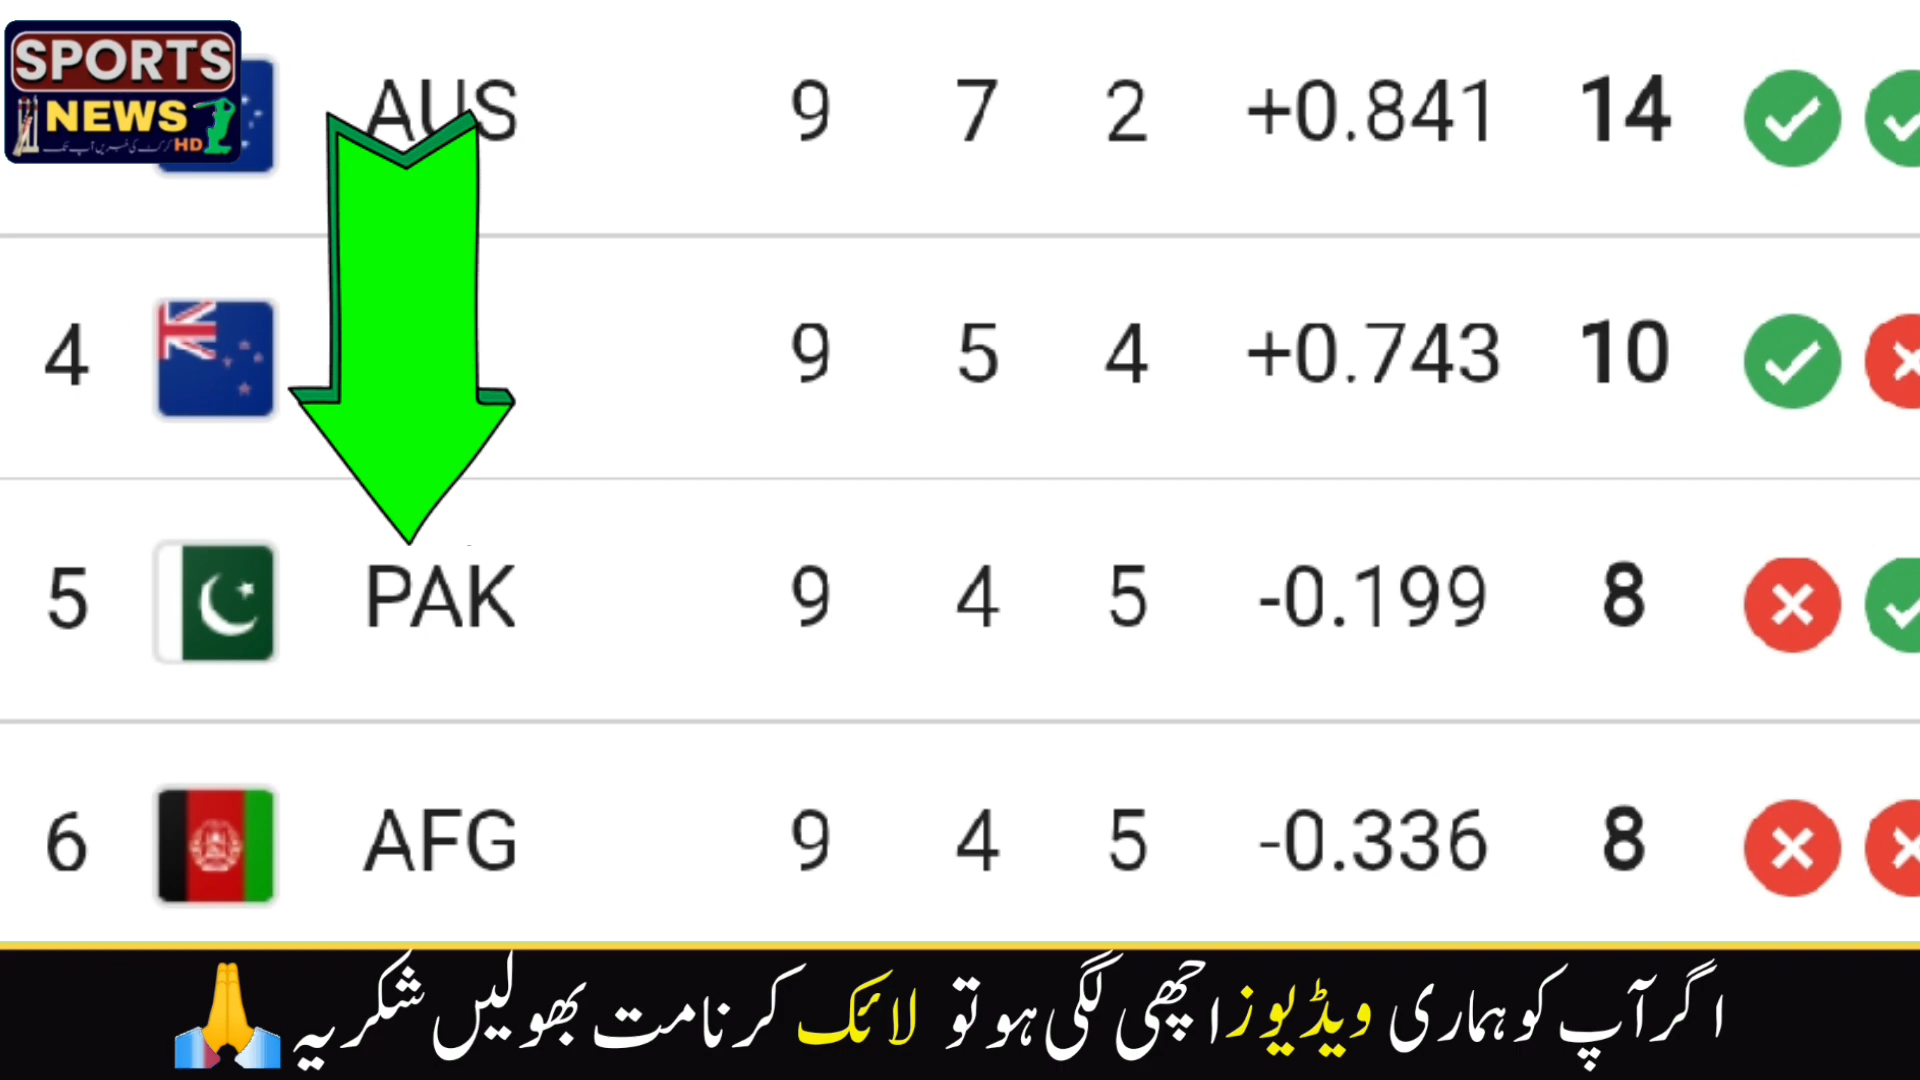 SPORTS
NEWS
HD
AUS 9 7 2 +0.841 14
4 9 5 4 +0.743 10
5 PAK 9 4 5 -0.199 8
6 AFG 9 4 5 -0.336 8
اگر آپ کو ہماری ویڈیوز اچھی لگی ہو تو لائک کرنا مت بھولیں شکریہ